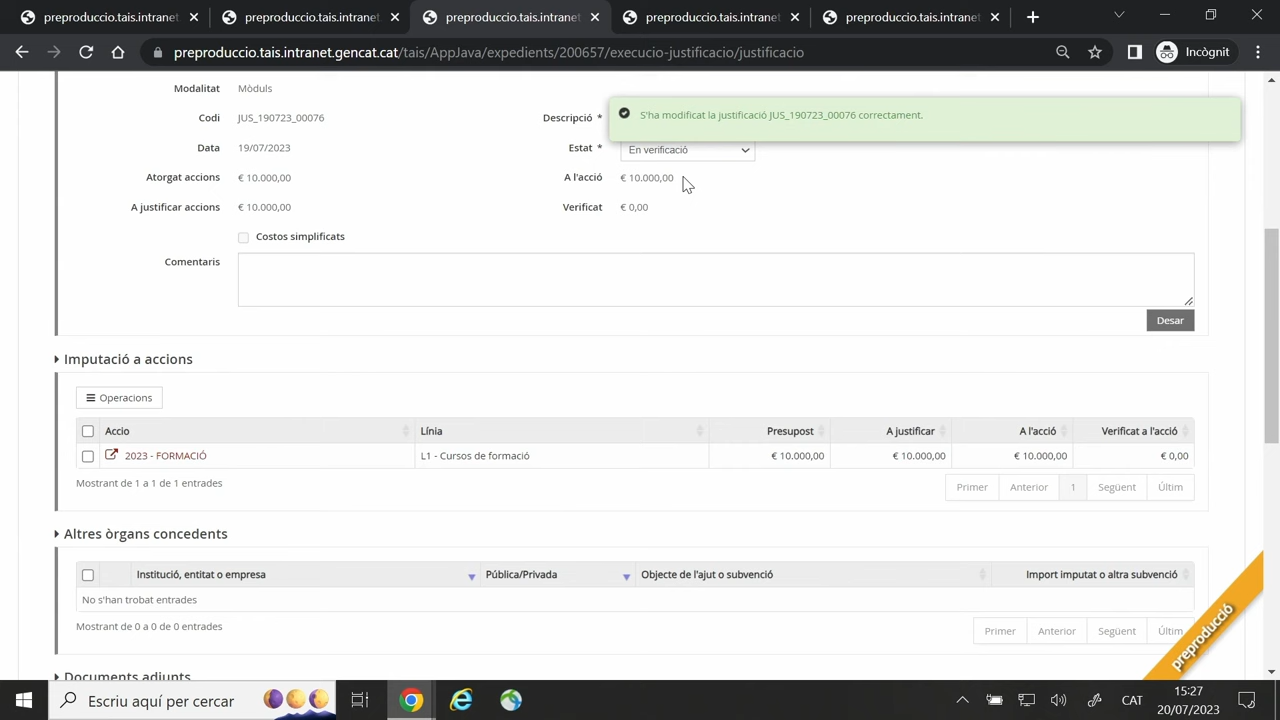 preproduccio.tais.intranet
preproduccio.tais.intranet.
preproduccio.tais.intranet.
preproduccio.tais.intranet
preproduccio.tais.intranet
preproduccio.tais.intranet.gencat.cat/tais/AppJava/expedients/200657/execucio-justificacio/justificacio
Incògnit
Modalitat Mòduls
S'ha modificat la justificació JUS_190723_00076 correctament.
Codi JUS_190723_00076 Descripció *
Data 19/07/2023 Estat * En verificació
Atorgat accions € 10.000,00 A l'acció € 10.000,00
A justificar accions € 10.000,00 Verificat € 0,00
Costos simplificats
Comentaris
Desar
Imputació a accions
Operacions
Accio Línia Presupost A justificar A l'acció Verificat a l'acció
2023 - FORMACIÓ L1 - Cursos de formació € 10.000,00 € 10.000,00 € 10.000,00 € 0,00
Mostrant de 1 a 1 de 1 entrades
Primer Anterior 1 Següent Últim
Altres òrgans concedents
Institució, entitat o empresa Pública/Privada Objecte de l'ajut o subvenció Import imputat o altra subvenció
No s'han trobat entrades
Mostrant de 0 a 0 de 0 entrades
Primer Anterior Següent Últim
Documents adjunts
preproducció
Escriu aquí per cercar
CAT
15:27
20/07/2023